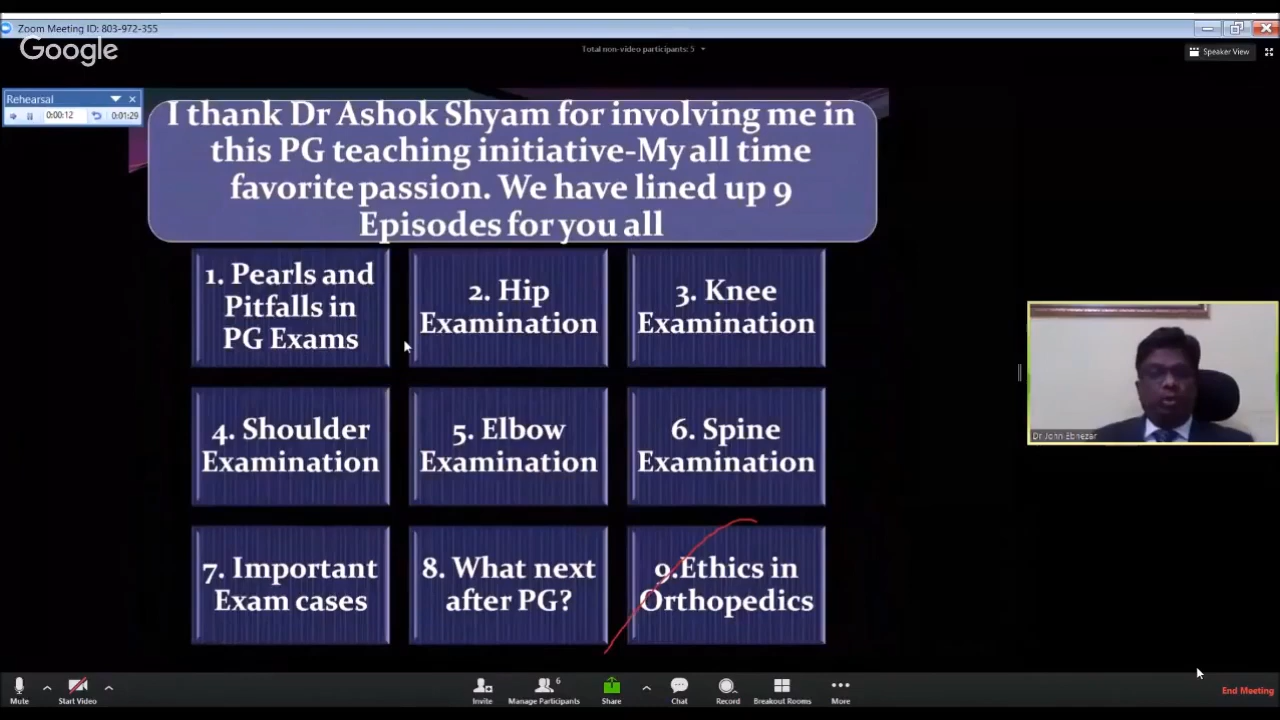 Zoom Meeting ID: 803-972-355
Google
Total non-video participants: 5
Speaker View
Rehearsal
0:00:12
0:01:29
I thank Dr Ashok Shyam for involving me in
this PG teaching initiative-My all time
favorite passion. We have lined up 9
Episodes for you all
1. Pearls and
Pitfalls in
PG Exams
2. Hip
Examination
3. Knee
Examination
4. Shoulder
Examination
5. Elbow
Examination
6. Spine
Examination
7. Important
Exam cases
8. What next
after PG?
9.Ethics in
Orthopedics
Dr John Ebnezar
Mute
Start Video
Invite
6
Manage Participants
Share
Chat
Record
Breakout Rooms
More
End Meeting